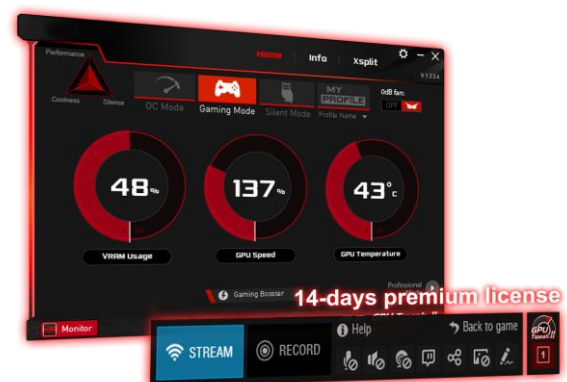 Performance
Coolness
Silence
Home
Info
Xsplit
V1234
OC Mode
Gaming Mode
Silent Mode
MY
PROFILE
Profile Name
0dB fan:
OFF
48%
VRAM Usage
137%
GPU Speed
43°c
GPU Temperature
Gaming Booster
Professional
Monitor
14-days premium license
STREAM
RECORD
Help
Back to game
GPU
Tweak II
1